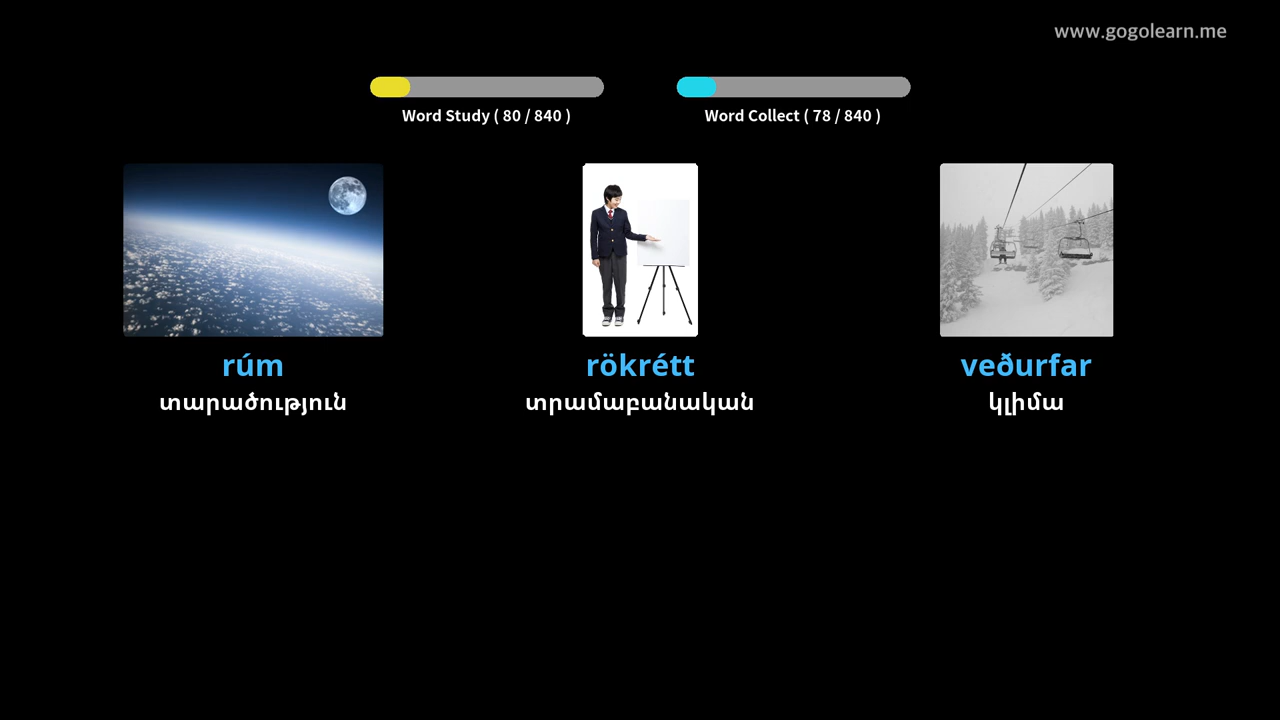 www.gogolearn.me
Word Study ( 80 / 840 )
Word Collect ( 78 / 840 )
rúm
rökrétt
veðurfar
տարածություն
տրամաբանական
կլիմա